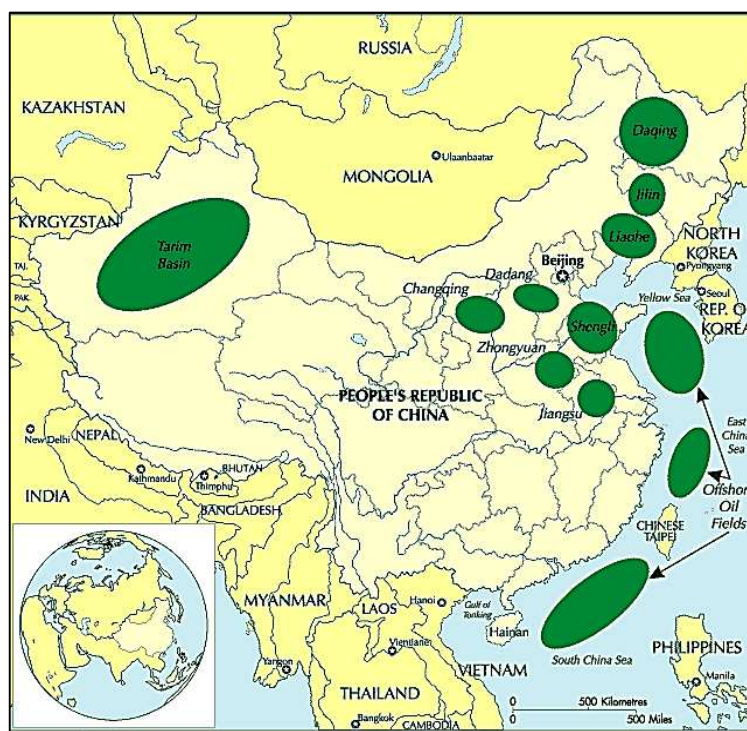 RUSSIA
KAZAKHSTAN
Daqing
Ulaanbaatar
MONGOLIA
Jilin
KYRGYZSTAN
Liaohe
NORTH
KOREA
Tarim
Basin
Beijing
Pyongyang
TAJ.
Dadang
Changqing
Yellow Sea
Seoul
PAK.
REP. OF
KOREA
Shengli
Zhongyuan
PEOPLE'S REPUBLIC
OF CHINA
Jiangsu
East
China
Sea
New Delhi
NEPAL
Kathmandu
BHUTAN
Thimphu
Offshore
Oil
Fields
INDIA
BANGLADESH
CHINESE
TAIPEI
MYANMAR
LAOS
Hanoi
Gulf of
Tonking
Hainan
PHILIPPINES
Vientiane
VIETNAM
South China Sea
Yangon
Manila
THAILAND
0 500 Kilometres
0 500 Miles
Bangkok
CAMBODIA